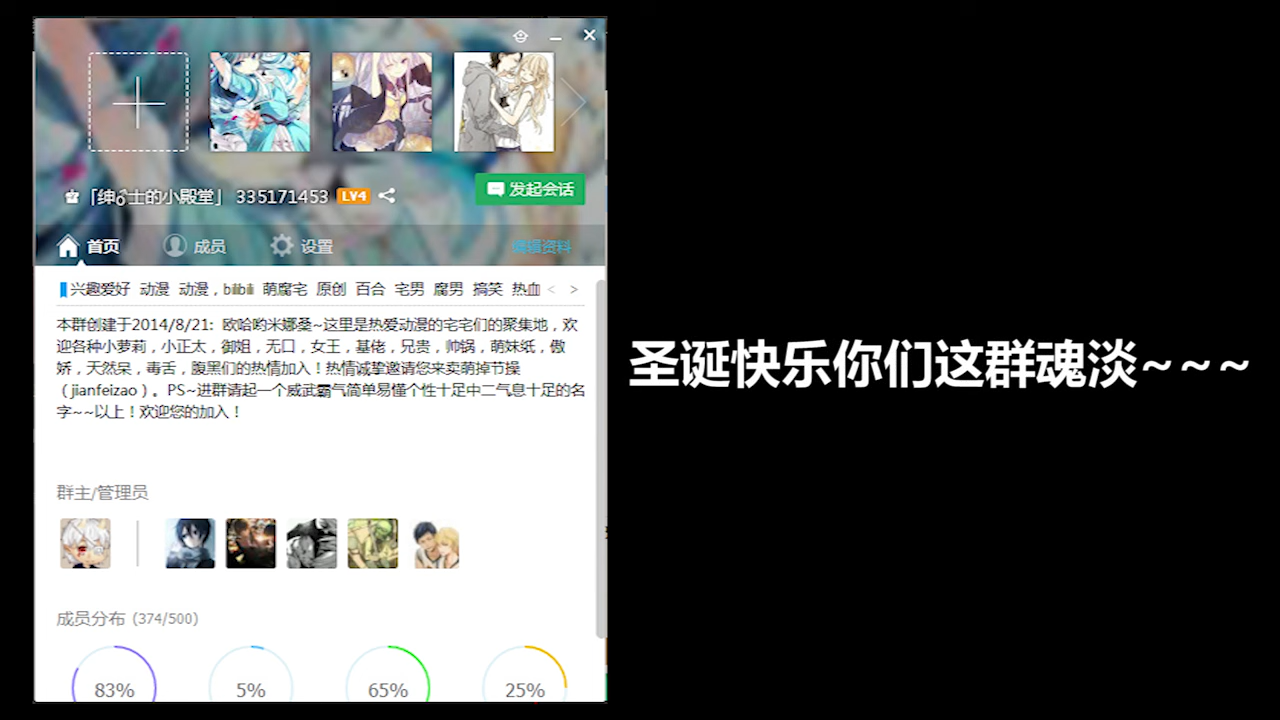 「绅士的小殿堂」 335171453 LV4
发起会话
首页 成员 设置 编辑资料
兴趣爱好 动漫 动漫，bilibili 萌腐宅 原创 百合 宅男 腐男 搞笑 热血 < >
本群创建于2014/8/21: 欧哈哟米娜桑~这里是热爱动漫的宅宅们的聚集地，欢
迎各种小萝莉，小正太，御姐，无口，女王，基佬，兄贵，帅锅，萌妹纸，傲
娇，天然呆，毒舌，腹黑们的热情加入！热情诚挚邀请您来卖萌掉节操
（jianfeizao）。PS~进群请起一个威武霸气简单易懂个性十足中二气息十足的名
字~~以上！欢迎您的加入！
群主/管理员
成员分布 (374/500)
83% 5% 65% 25%
圣诞快乐你们这群魂淡~~~